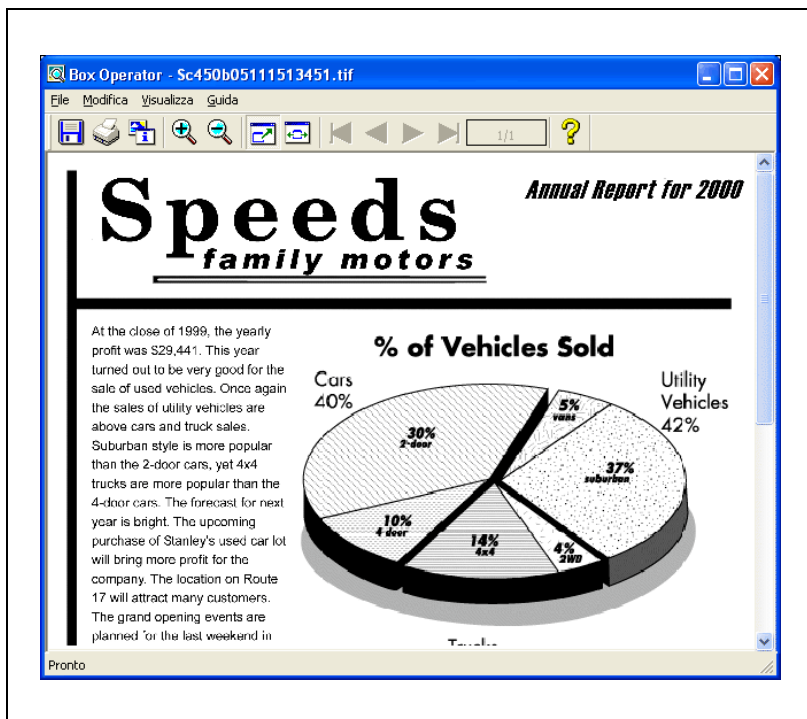 Box Operator - Sc450b05111513451.tif
File Modifica Visualizza Guida
1/1
Speeds
family motors
Annual Report for 2000
At the close of 1999, the yearly
profit was $29,441. This year
turned out to be very good for the
sale of used vehicles. Once again
the sales of utility vehicles are
above cars and truck sales.
Suburban style is more popular
than the 2-door cars, yet 4x4
trucks are more popular than the
4-door cars. The forecast for next
year is bright. The upcoming
purchase of Stanley's used car lot
will bring more profit for the
company. The location on Route
17 will attract many customers.
The grand opening events are
planned for the last weekend in
% of Vehicles Sold
Cars
40%
Utility
Vehicles
42%
30%
2-door
5%
vans
37%
suburban
10%
4 door
14%
4x4
4%
2WD
Pronto